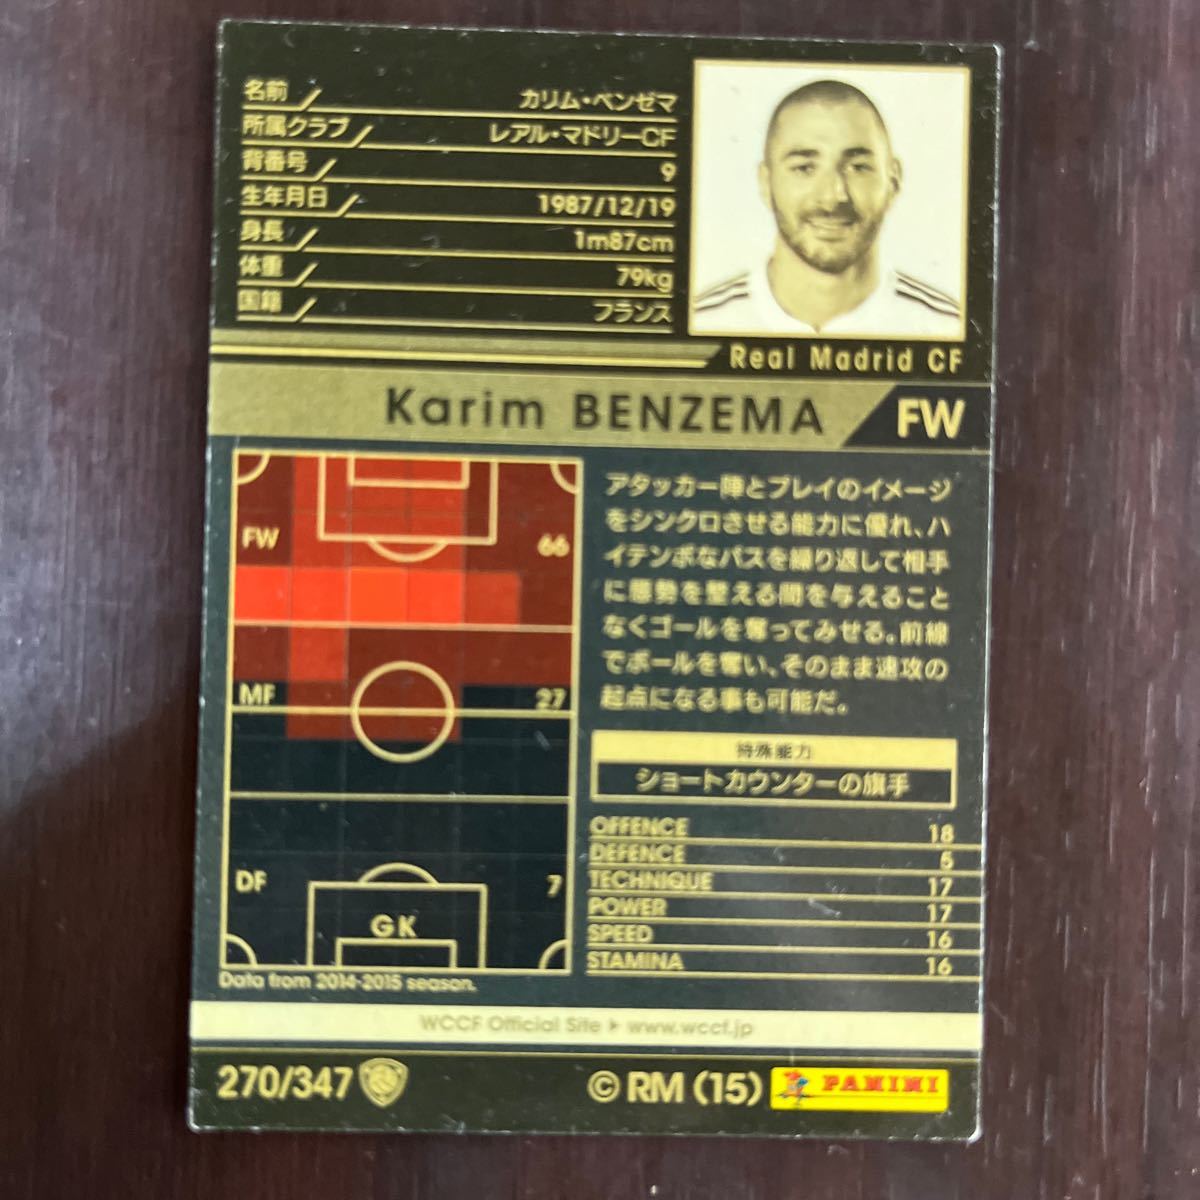 名前 カリム・ベンゼマ
所属クラブ レアル・マドリーCF
背番号 9
生年月日 1987/12/19
身長 1m87cm
体重 79kg
国籍 フランス
Real Madrid CF
Karim BENZEMA FW
FW 66
MF 27
DF 7
GK
Data from 2014-2015 season.
アタッカー陣とプレイのイメージ
をシンクロさせる能力に優れ、ハ
イテンポなパスを繰り返して相手
に態勢を整える間を与えること
なくゴールを奪ってみせる。前線
でボールを奪い、そのまま速攻の
起点になる事も可能だ。
特殊能力
ショートカウンターの旗手
OFFENCE 18
DEFENCE 5
TECHNIQUE 17
POWER 17
SPEED 16
STAMINA 16
WCCF Official Site ▶ www.wccf.jp
270/347
© RM (15) PANINI